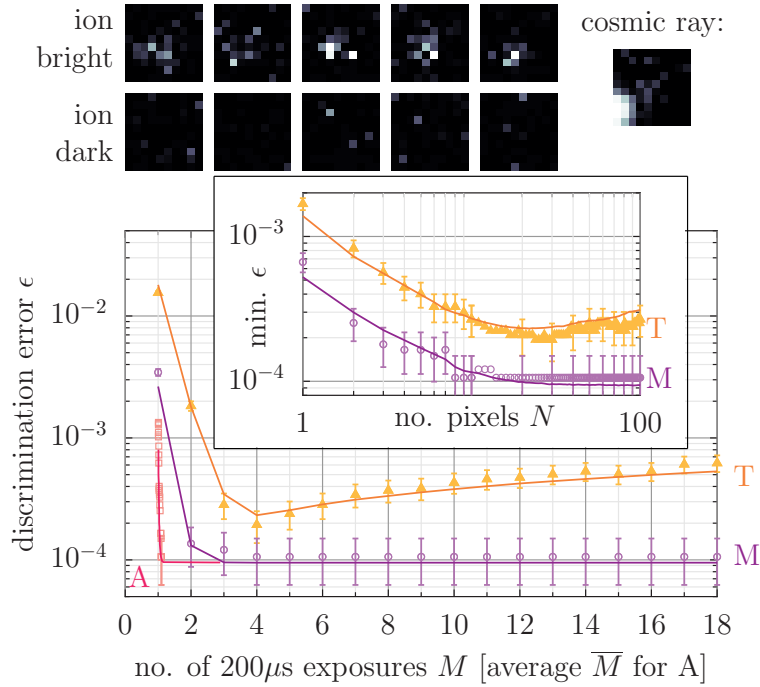 ion
bright
cosmic ray:
ion
dark
10⁻³
10⁻⁴
min. ϵ
T
M
1
no. pixels N
100
10⁻²
10⁻³
10⁻⁴
discrimination error ϵ
T
M
A
0 2 4 6 8 10 12 14 16 18
no. of 200μs exposures M [average M̅ for A]